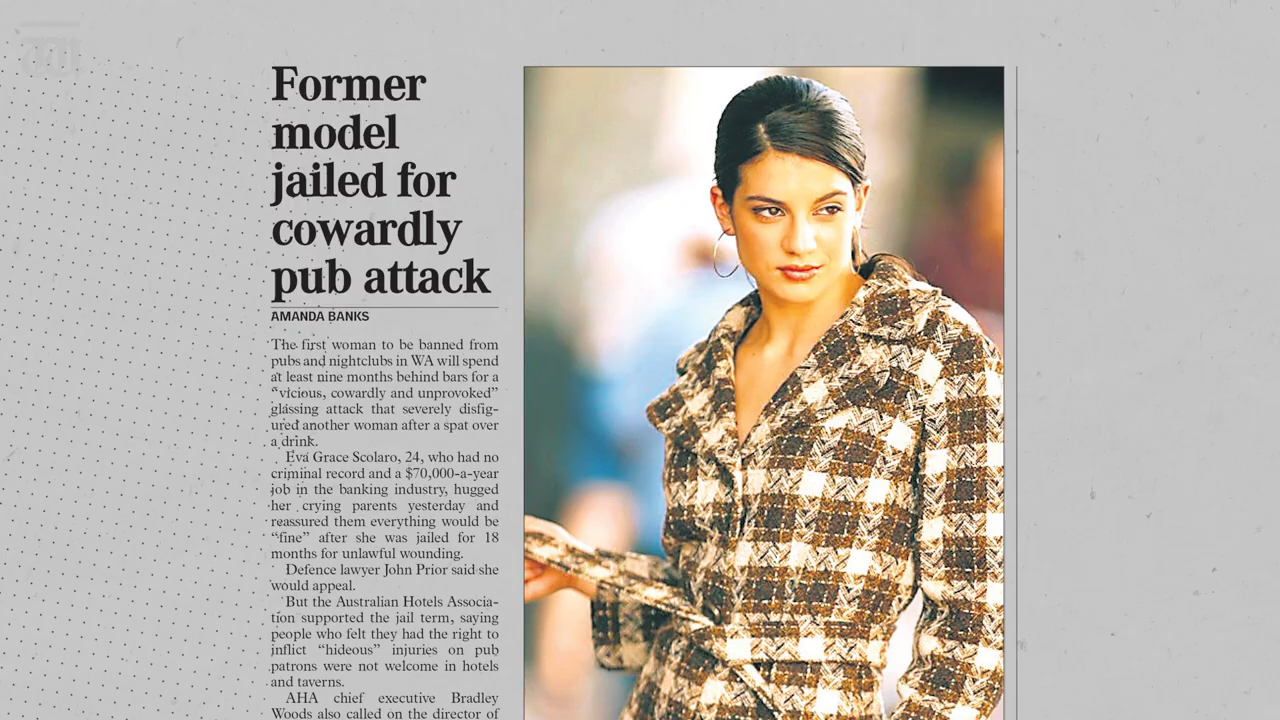 Former
model
jailed for
cowardly
pub attack
AMANDA BANKS
The first woman to be banned from
pubs and nightclubs in WA will spend
at least nine months behind bars for a
“vicious, cowardly and unprovoked”
glassing attack that severely disfig-
ured another woman after a spat over
a drink.
Eva Grace Scolaro, 24, who had no
criminal record and a $70,000-a-year
job in the banking industry, hugged
her crying parents yesterday and
reassured them everything would be
“fine” after she was jailed for 18
months for unlawful wounding.
Defence lawyer John Prior said she
would appeal.
But the Australian Hotels Associa-
tion supported the jail term, saying
people who felt they had the right to
inflict “hideous” injuries on pub
patrons were not welcome in hotels
and taverns.
AHA chief executive Bradley
Woods also called on the director of